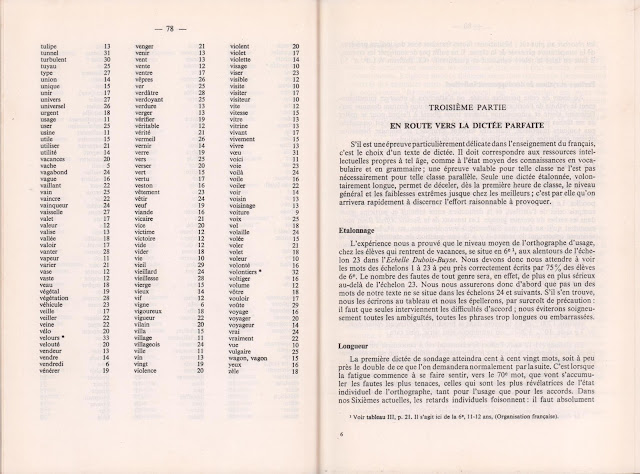 — 78 —
tulipe 13
tunnel 31
turbulent 30
tuyau 25
type 27
union 14
unique 15
unir 17
univers 27
universel 26
urgent 18
usage 11
user 25
usine 11
utile 15
utiliser 21
utilité 14
vacances 20
vache 5
vagabond 24
vague 16
vaillant 22
vain 25
vaincre 22
vainqueur 24
vaisselle 27
valet 17
valeur 12
valise 13
vallée 18
valoir 17
vanter 28
vapeur 11
varier 21
vase 12
vaste 12
veau 18
végétal 19
végétation 28
véhicule 23
veille 17
veiller 22
veine 22
vélo 20
velours * 33
velouté 20
vendeur 13
vendre 14
vendredi 6
vénérer 19
venger 21
venir 13
vent 13
vente 12
ventre 17
vêpres 26
ver 25
verdâtre 28
verdoyant 25
verdure 13
verger 13
vérifier 19
véritable 12
vérité 21
vermeil 26
vernir 14
verre 19
vers 25
verser 20
vert 15
vertu 17
veston 16
vêtement 23
vêtir 24
veuf 19
viande 16
vicaire 21
vice 20
victime 12
victoire 12
vide 12
vider 18
vieil 29
vieillard 24
vieillesse 28
vierge 15
vieux 14
vif 12
vigne 6
vigoureux 18
vigueur 22
vilain 20
villa 15
village 11
villageois 24
ville 11
vin 13
vingt 19
violence 20
violent 20
violet 17
violette 14
visage 10
viser 23
visible 12
visite 10
visiter 17
visiteur 10
vite 12
vitesse 15
vitre 13
vitrine 13
vivant 17
vivement 15
vivre 13
vœu 31
voici 11
voie 23
voilà 24
voile 16
voiler 22
voir 14
voisin 13
voisinage 13
voiture 9
voix 25
vol 18
volaille 24
volée 15
voler 21
volet 18
voleur 10
volonté 16
volontiers * 32
voltiger 16
volume 12
vôtre 18
vouloir 17
voûte 29
voyage 16
voyager 16
voyageur 14
vrai 24
vraiment 22
vue 10
vulgaire 25
wagon, wagon 15
yeux 16
zèle 18
TROISIÈME PARTIE
EN ROUTE VERS LA DICTÉE PARFAITE
S'il est une épreuve particulièrement délicate dans l'enseignement du français,
c'est le choix d'un texte de dictée. Il doit correspondre aux ressources intel-
lectuelles propres à tel âge, comme à l'état moyen des connaissances en voca-
bulaire et en grammaire ; une épreuve valable pour telle classe ne l'est pas
nécessairement pour telle classe parallèle. Seule une dictée étalonnée, volon-
tairement longue, permet de déceler, dès la première heure de classe, le niveau
général et les faiblesses extrêmes jusque chez les meilleurs ; c'est par elle qu'on
arrivera rapidement à discerner l'effort raisonnable à provoquer.
Etalonnage
L'expérience nous a prouvé que le niveau moyen de l'orthographe d'usage,
chez les élèves qui rentrent de vacances, se situe en 6ᵉ ¹, aux alentours de l'éche-
lon 23 dans l'Echelle Dubois-Buyse. Nous devons donc nous attendre à voir
les mots des échelons 1 à 23 à peu près correctement écrits par 75 % des élèves
de 6ᵉ. Le nombre des fautes de tout genre sera, en effet, de plus en plus sérieux
au-delà de l'échelon 23. Nous nous assurerons donc d'abord que pas un des
mots de notre texte ne se situe dans les échelons 24 et suivants. S'il s'en trouve,
nous les écrirons au tableau et nous les épellerons, par surcroît de précaution :
il faut que seules interviennent les difficultés d'accord ; nous éviterons soigneu-
sement toutes les ambiguïtés, toutes les phrases trop longues ou embarrassées.
Longueur
La première dictée de sondage atteindra cent à cent vingt mots, soit à peu
près le double de ce que l'on demandera normalement par la suite. C'est lorsque
la fatigue commence à se faire sentir, vers le 70ᵉ mot, que vont s'accumu-
ler les fautes les plus tenaces, celles qui sont les plus révélatrices de l'état
individuel de l'orthographe, tant pour l'usage que pour les accords. Dans
nos Sixièmes actuelles, les retards individuels foisonnent : il faut absolument
¹ Voir tableau III, p. 21. Il s'agit ici de la 6ᵉ, 11-12 ans, (Organisation française).
6